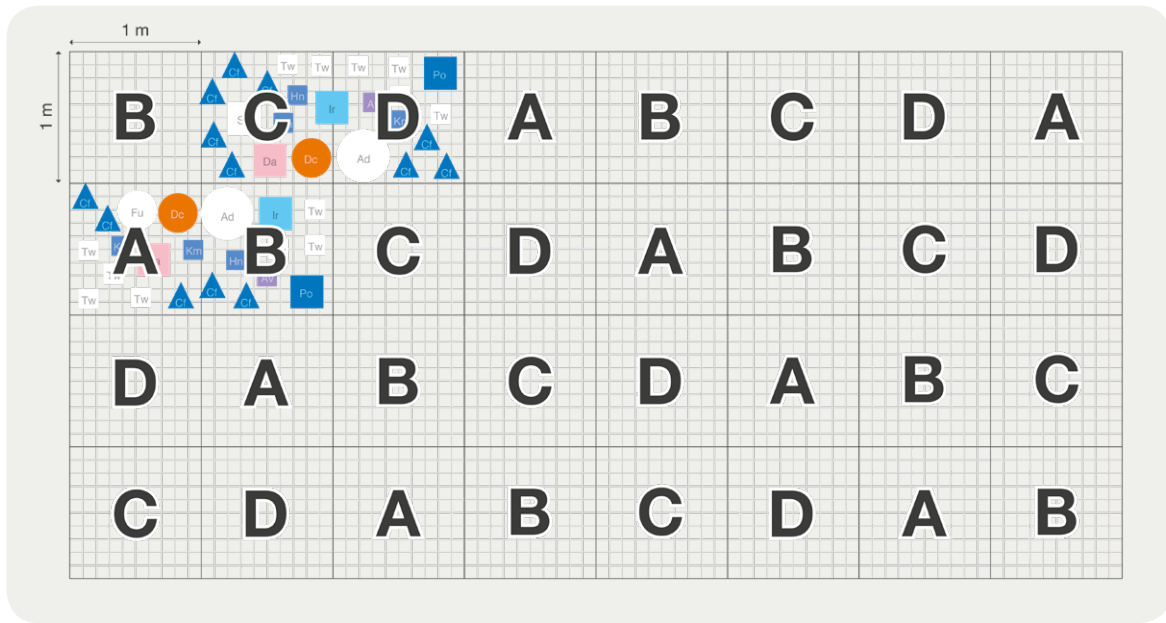 1 m
1 m
Cf Tw Tw Tw Tw Po
Cf Cf Hn Ir Tw
B C D A B C D A
Cf Cf Cf
Cf Da Dc Ad Cf Cf
Cf Cf Fu Dc Ad Ir Tw
Tw Km Hn Tw
A B C D A B C D
Tw Tw Cf Cf Cf Po
D A B C D A B C
C D A B C D A B